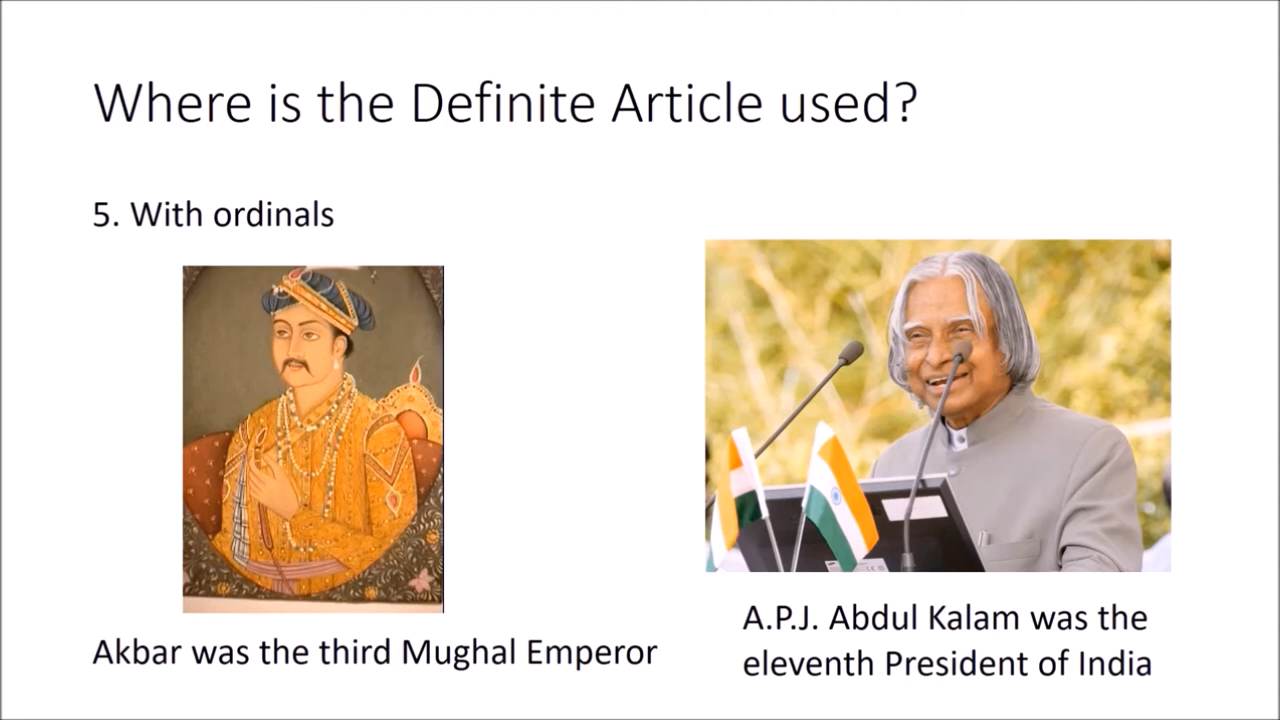 Where is the Definite Article used?
5. With ordinals
Akbar was the third Mughal Emperor
A.P.J. Abdul Kalam was the
eleventh President of India